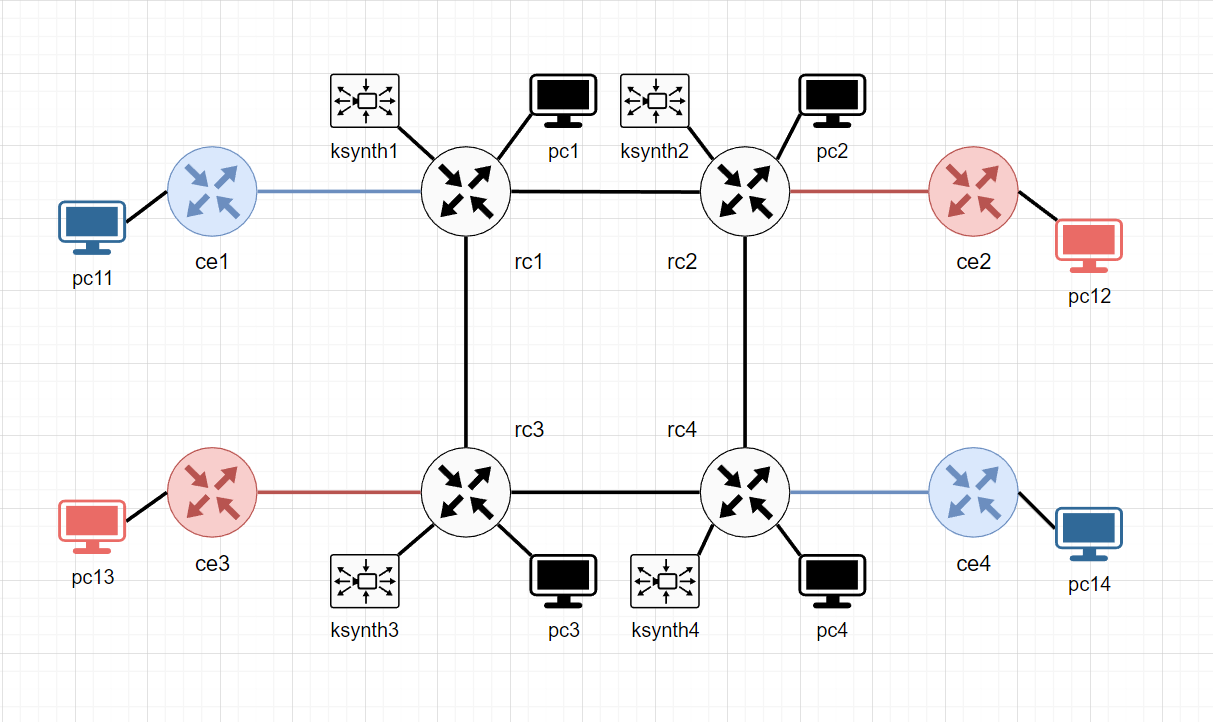 ksynth1
pc1
ksynth2
pc2
pc11
ce1
rc1
rc2
ce2
pc12
rc3
rc4
pc13
ce3
ce4
pc14
ksynth3
pc3
ksynth4
pc4